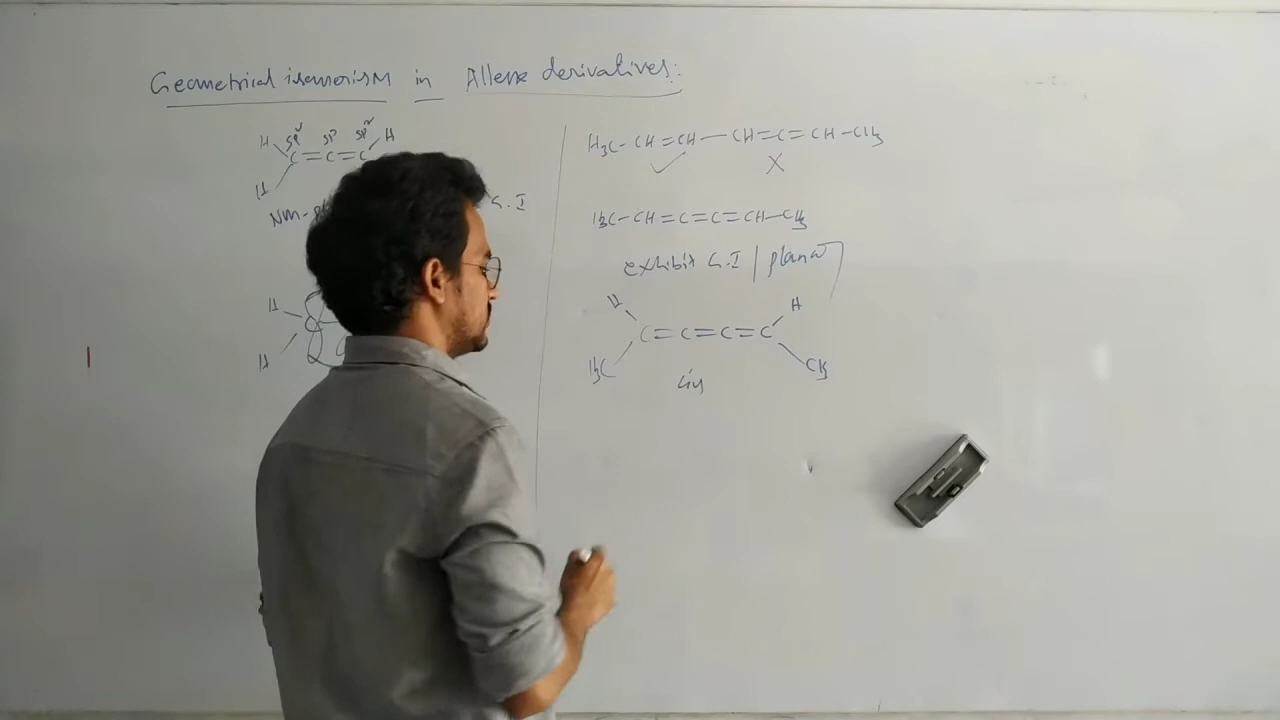 Geometrical isomerism in Allene derivatives:
H sp² sp sp² H
C=C=C
H
Non-
G.I
H
C
H
H₃C-CH=CH-CH=C=CH-CH₃
✓ X
H₃C-CH=C=C=CH-CH₃
exhibit G.I | planar
H H
C=C=C=C
H₃C CH₃
cis